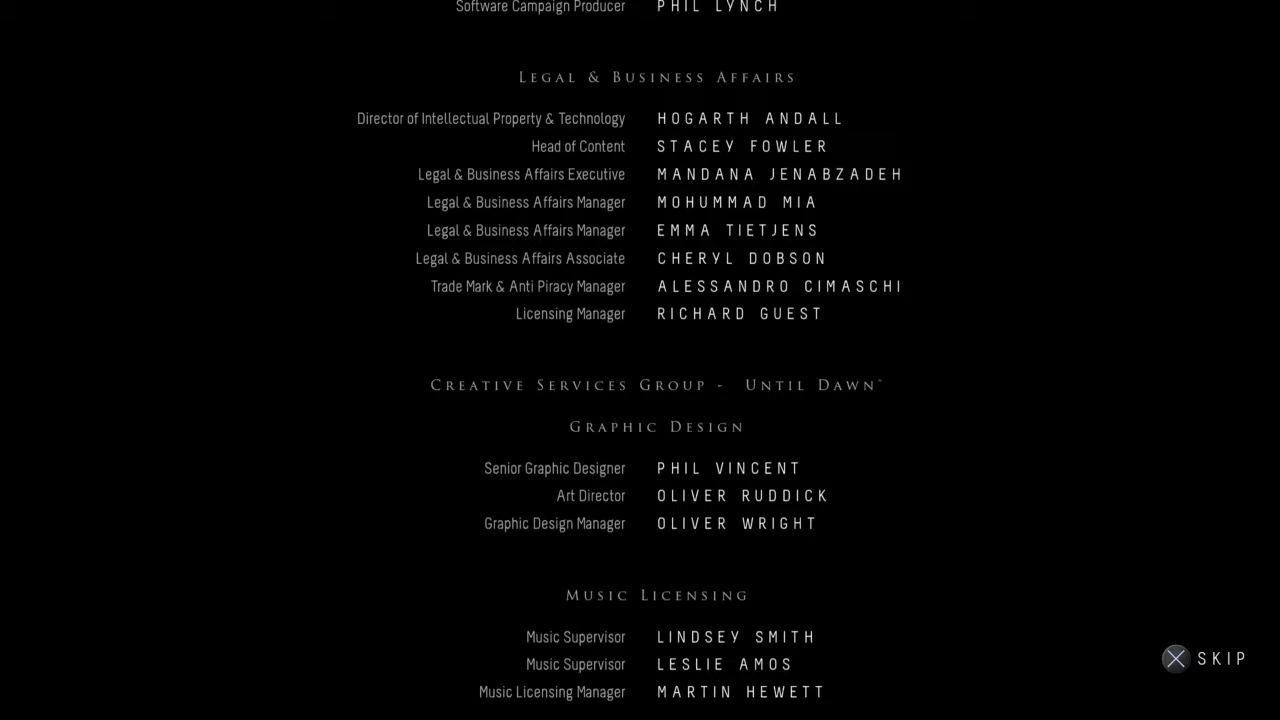 Software Campaign Producer PHIL LYNCH
LEGAL & BUSINESS AFFAIRS
Director of Intellectual Property & Technology HOGARTH ANDALL
Head of Content STACEY FOWLER
Legal & Business Affairs Executive MANDANA JENABZADEH
Legal & Business Affairs Manager MOHUMMAD MIA
Legal & Business Affairs Manager EMMA TIETJENS
Legal & Business Affairs Associate CHERYL DOBSON
Trade Mark & Anti Piracy Manager ALESSANDRO CIMASCHI
Licensing Manager RICHARD GUEST
CREATIVE SERVICES GROUP - UNTIL DAWN™
GRAPHIC DESIGN
Senior Graphic Designer PHIL VINCENT
Art Director OLIVER RUDDICK
Graphic Design Manager OLIVER WRIGHT
MUSIC LICENSING
Music Supervisor LINDSEY SMITH
Music Supervisor LESLIE AMOS
Music Licensing Manager MARTIN HEWETT
SKIP